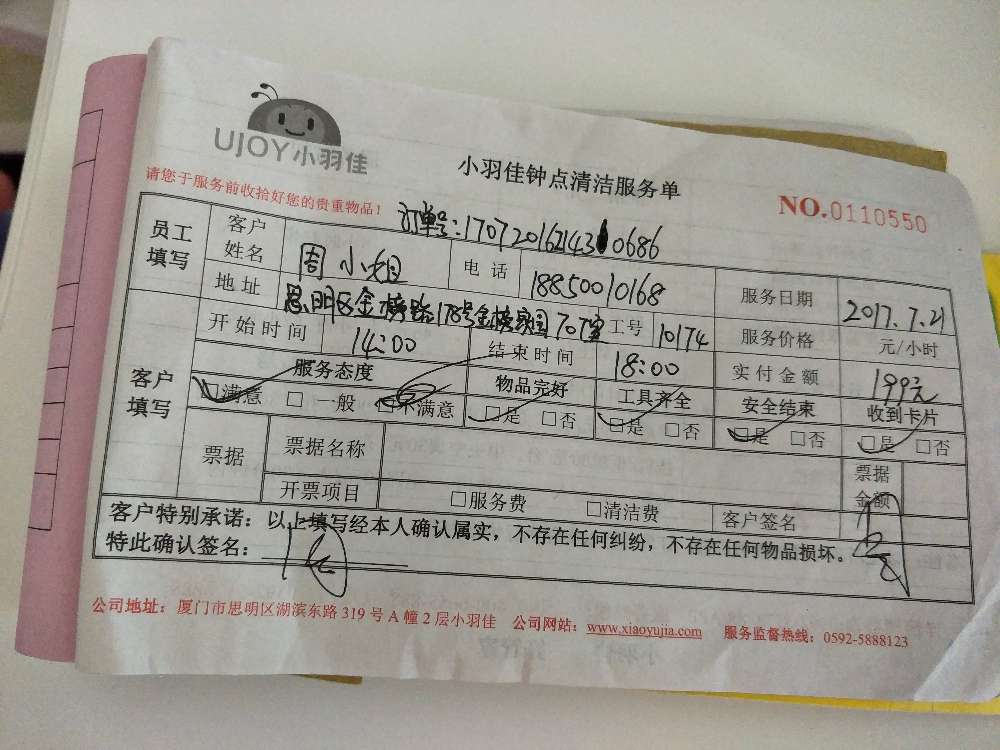 UJOY小羽佳
小羽佳钟点清洁服务单
NO.0110550
请您于服务前收拾好您的贵重物品!
订单号:170720162143 0686
员工填写 客户姓名 周小姐 电话 18850010168 服务日期 2017.7.21
地址 思明区金榜路178号金榜家园707室 工号 10174 服务价格 元/小时
客户填写 开始时间 14:00 结束时间 18:00 实付金额 199元
服务态度 物品完好 工具齐全 安全结束 收到卡片
满意 □一般 不满意 是 □否 是 □否 是 □否 是 □否
票据 票据名称 票据金额
开票项目 □服务费 □清洁费 客户签名
客户特别承诺:以上填写经本人确认属实,不存在任何纠纷,不存在任何物品损坏。
特此确认签名:
公司地址:厦门市思明区湖滨东路319号A幢2层小羽佳 公司网站:www.xiaoyujia.com 服务监督热线:0592-5888123